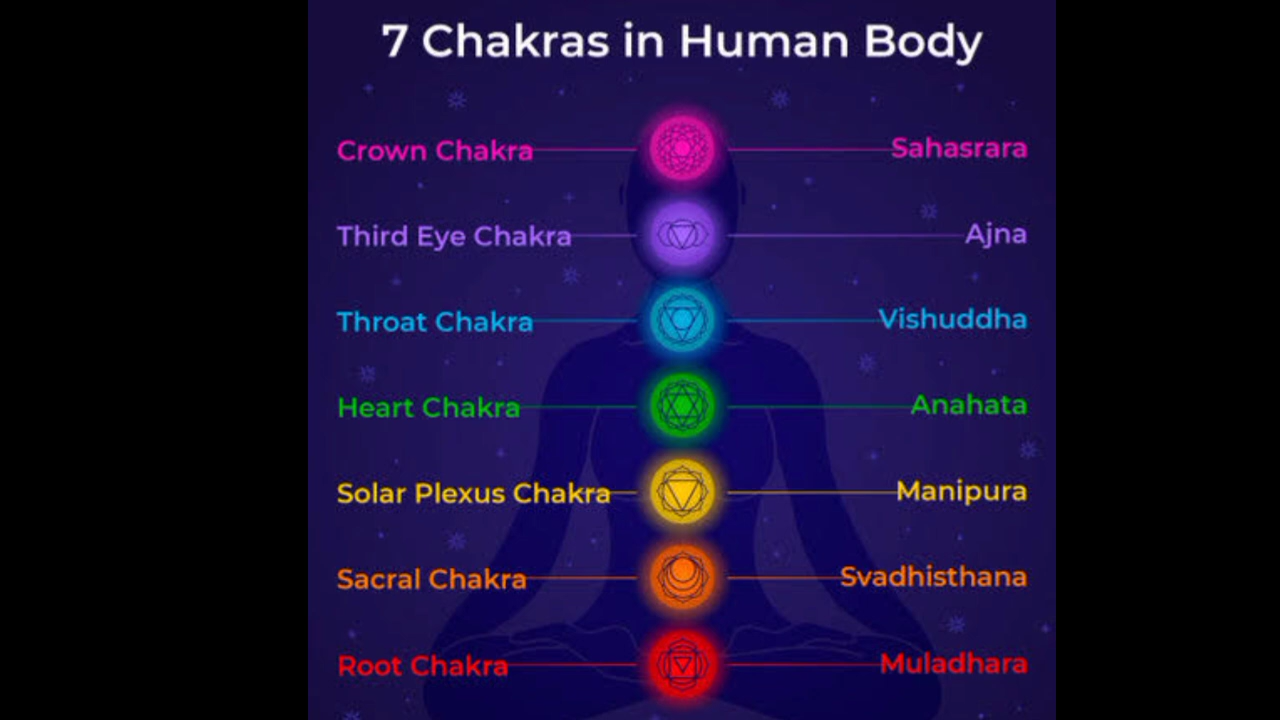 7 Chakras in Human Body
Crown Chakra Sahasrara
Third Eye Chakra Ajna
Throat Chakra Vishuddha
Heart Chakra Anahata
Solar Plexus Chakra Manipura
Sacral Chakra Svadhisthana
Root Chakra Muladhara